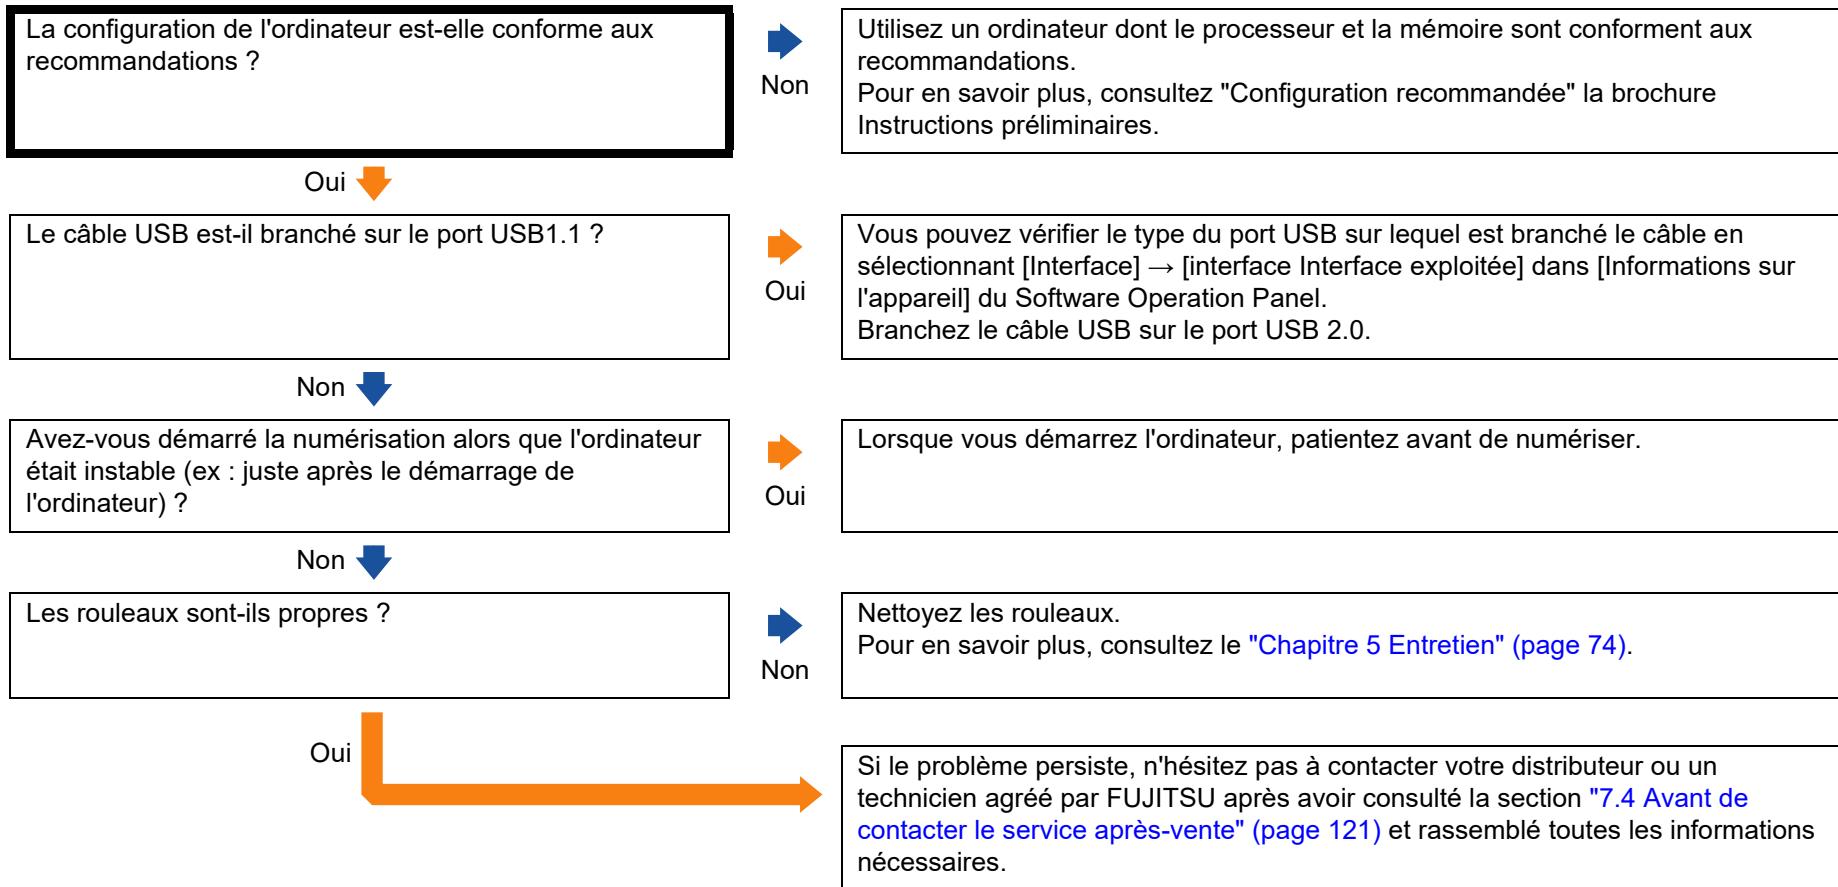 La configuration de l'ordinateur est-elle conforme aux
recommandations ?
Non
Utilisez un ordinateur dont le processeur et la mémoire sont conforment aux
recommandations.
Pour en savoir plus, consultez "Configuration recommandée" la brochure
Instructions préliminaires.
Oui
Le câble USB est-il branché sur le port USB1.1 ?
Oui
Vous pouvez vérifier le type du port USB sur lequel est branché le câble en
sélectionnant [Interface] → [interface Interface exploitée] dans [Informations sur
l'appareil] du Software Operation Panel.
Branchez le câble USB sur le port USB 2.0.
Non
Avez-vous démarré la numérisation alors que l'ordinateur
était instable (ex : juste après le démarrage de
l'ordinateur) ?
Oui
Lorsque vous démarrez l'ordinateur, patientez avant de numériser.
Non
Les rouleaux sont-ils propres ?
Non
Nettoyez les rouleaux.
Pour en savoir plus, consultez le "Chapitre 5 Entretien" (page 74).
Oui
Si le problème persiste, n'hésitez pas à contacter votre distributeur ou un
technicien agréé par FUJITSU après avoir consulté la section "7.4 Avant de
contacter le service après-vente" (page 121) et rassemblé toutes les informations
nécessaires.